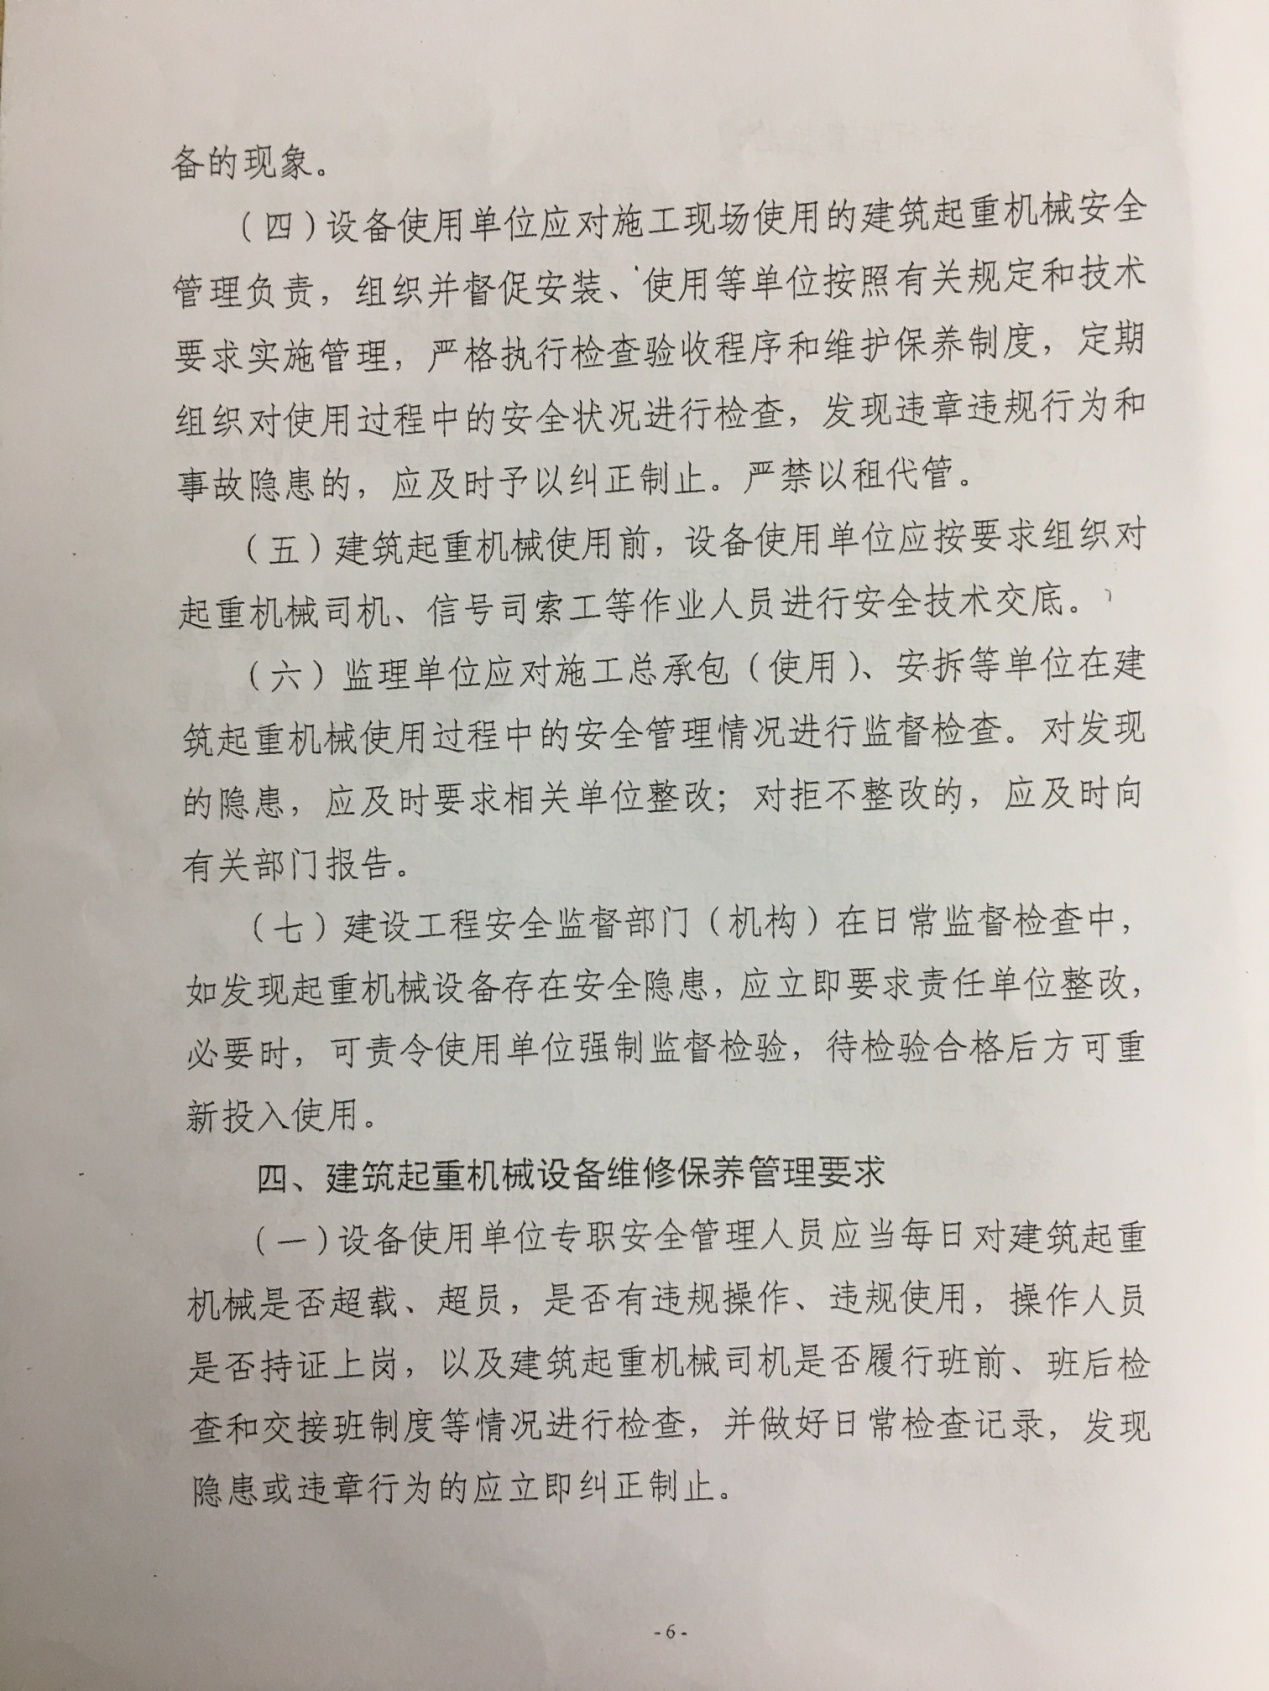 备的现象。
（四）设备使用单位应对施工现场使用的建筑起重机械安全
管理负责，组织并督促安装、使用等单位按照有关规定和技术
要求实施管理，严格执行检查验收程序和维护保养制度，定期
组织对使用过程中的安全状况进行检查，发现违章违规行为和
事故隐患的，应及时予以纠正制止。严禁以租代管。
（五）建筑起重机械使用前，设备使用单位应按要求组织对
起重机械司机、信号司索工等作业人员进行安全技术交底。
（六）监理单位应对施工总承包（使用）、安拆等单位在建
筑起重机械使用过程中的安全管理情况进行监督检查。对发现
的隐患，应及时要求相关单位整改；对拒不整改的，应及时向
有关部门报告。
（七）建设工程安全监督部门（机构）在日常监督检查中，
如发现起重机械设备存在安全隐患，应立即要求责任单位整改，
必要时，可责令使用单位强制监督检验，待检验合格后方可重
新投入使用。
四、建筑起重机械设备维修保养管理要求
（一）设备使用单位专职安全管理人员应当每日对建筑起重
机械是否超载、超员，是否有违规操作、违规使用，操作人员
是否持证上岗，以及建筑起重机械司机是否履行班前、班后检
查和交接班制度等情况进行检查，并做好日常检查记录，发现
隐患或违章行为的应立即纠正制止。
-6-